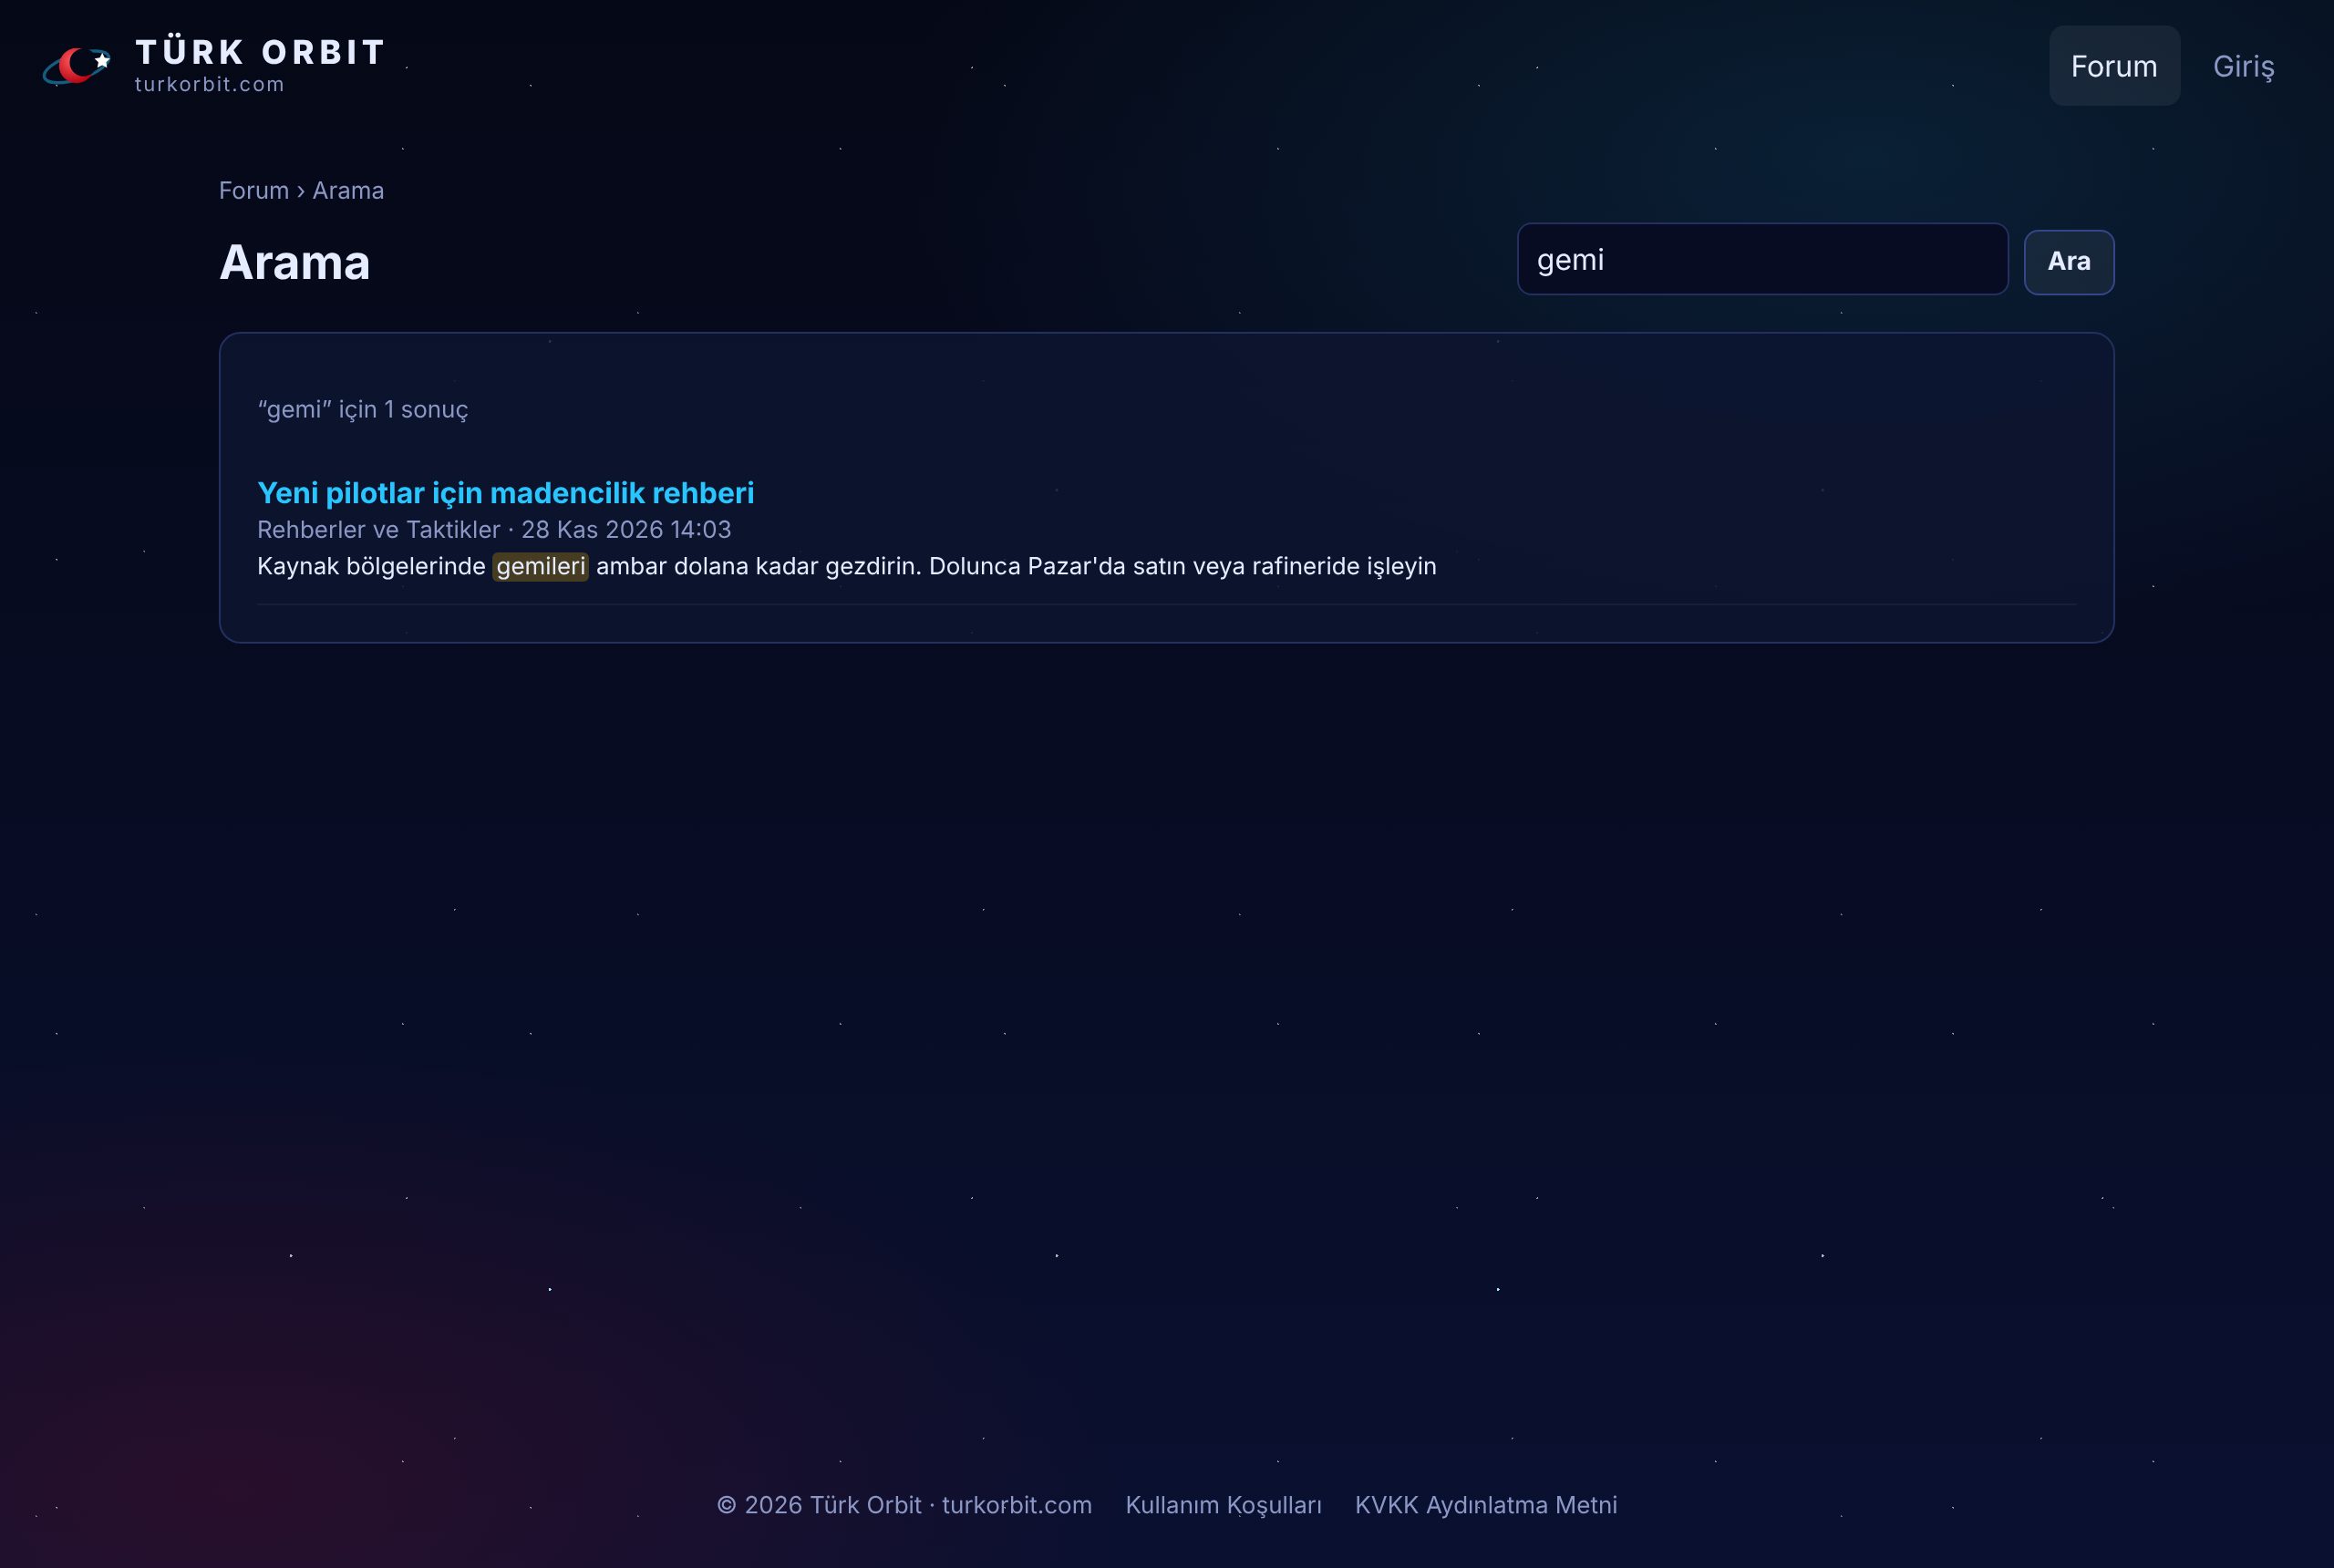 TÜRK ORBIT
turkorbit.com
Forum
Giriş
Forum › Arama
Arama
gemi
Ara
“gemi” için 1 sonuç
Yeni pilotlar için madencilik rehberi
Rehberler ve Taktikler · 28 Kas 2026 14:03
Kaynak bölgelerinde gemileri ambar dolana kadar gezdirin. Dolunca Pazar'da satın veya rafineride işleyin
© 2026 Türk Orbit · turkorbit.com
Kullanım Koşulları
KVKK Aydınlatma Metni